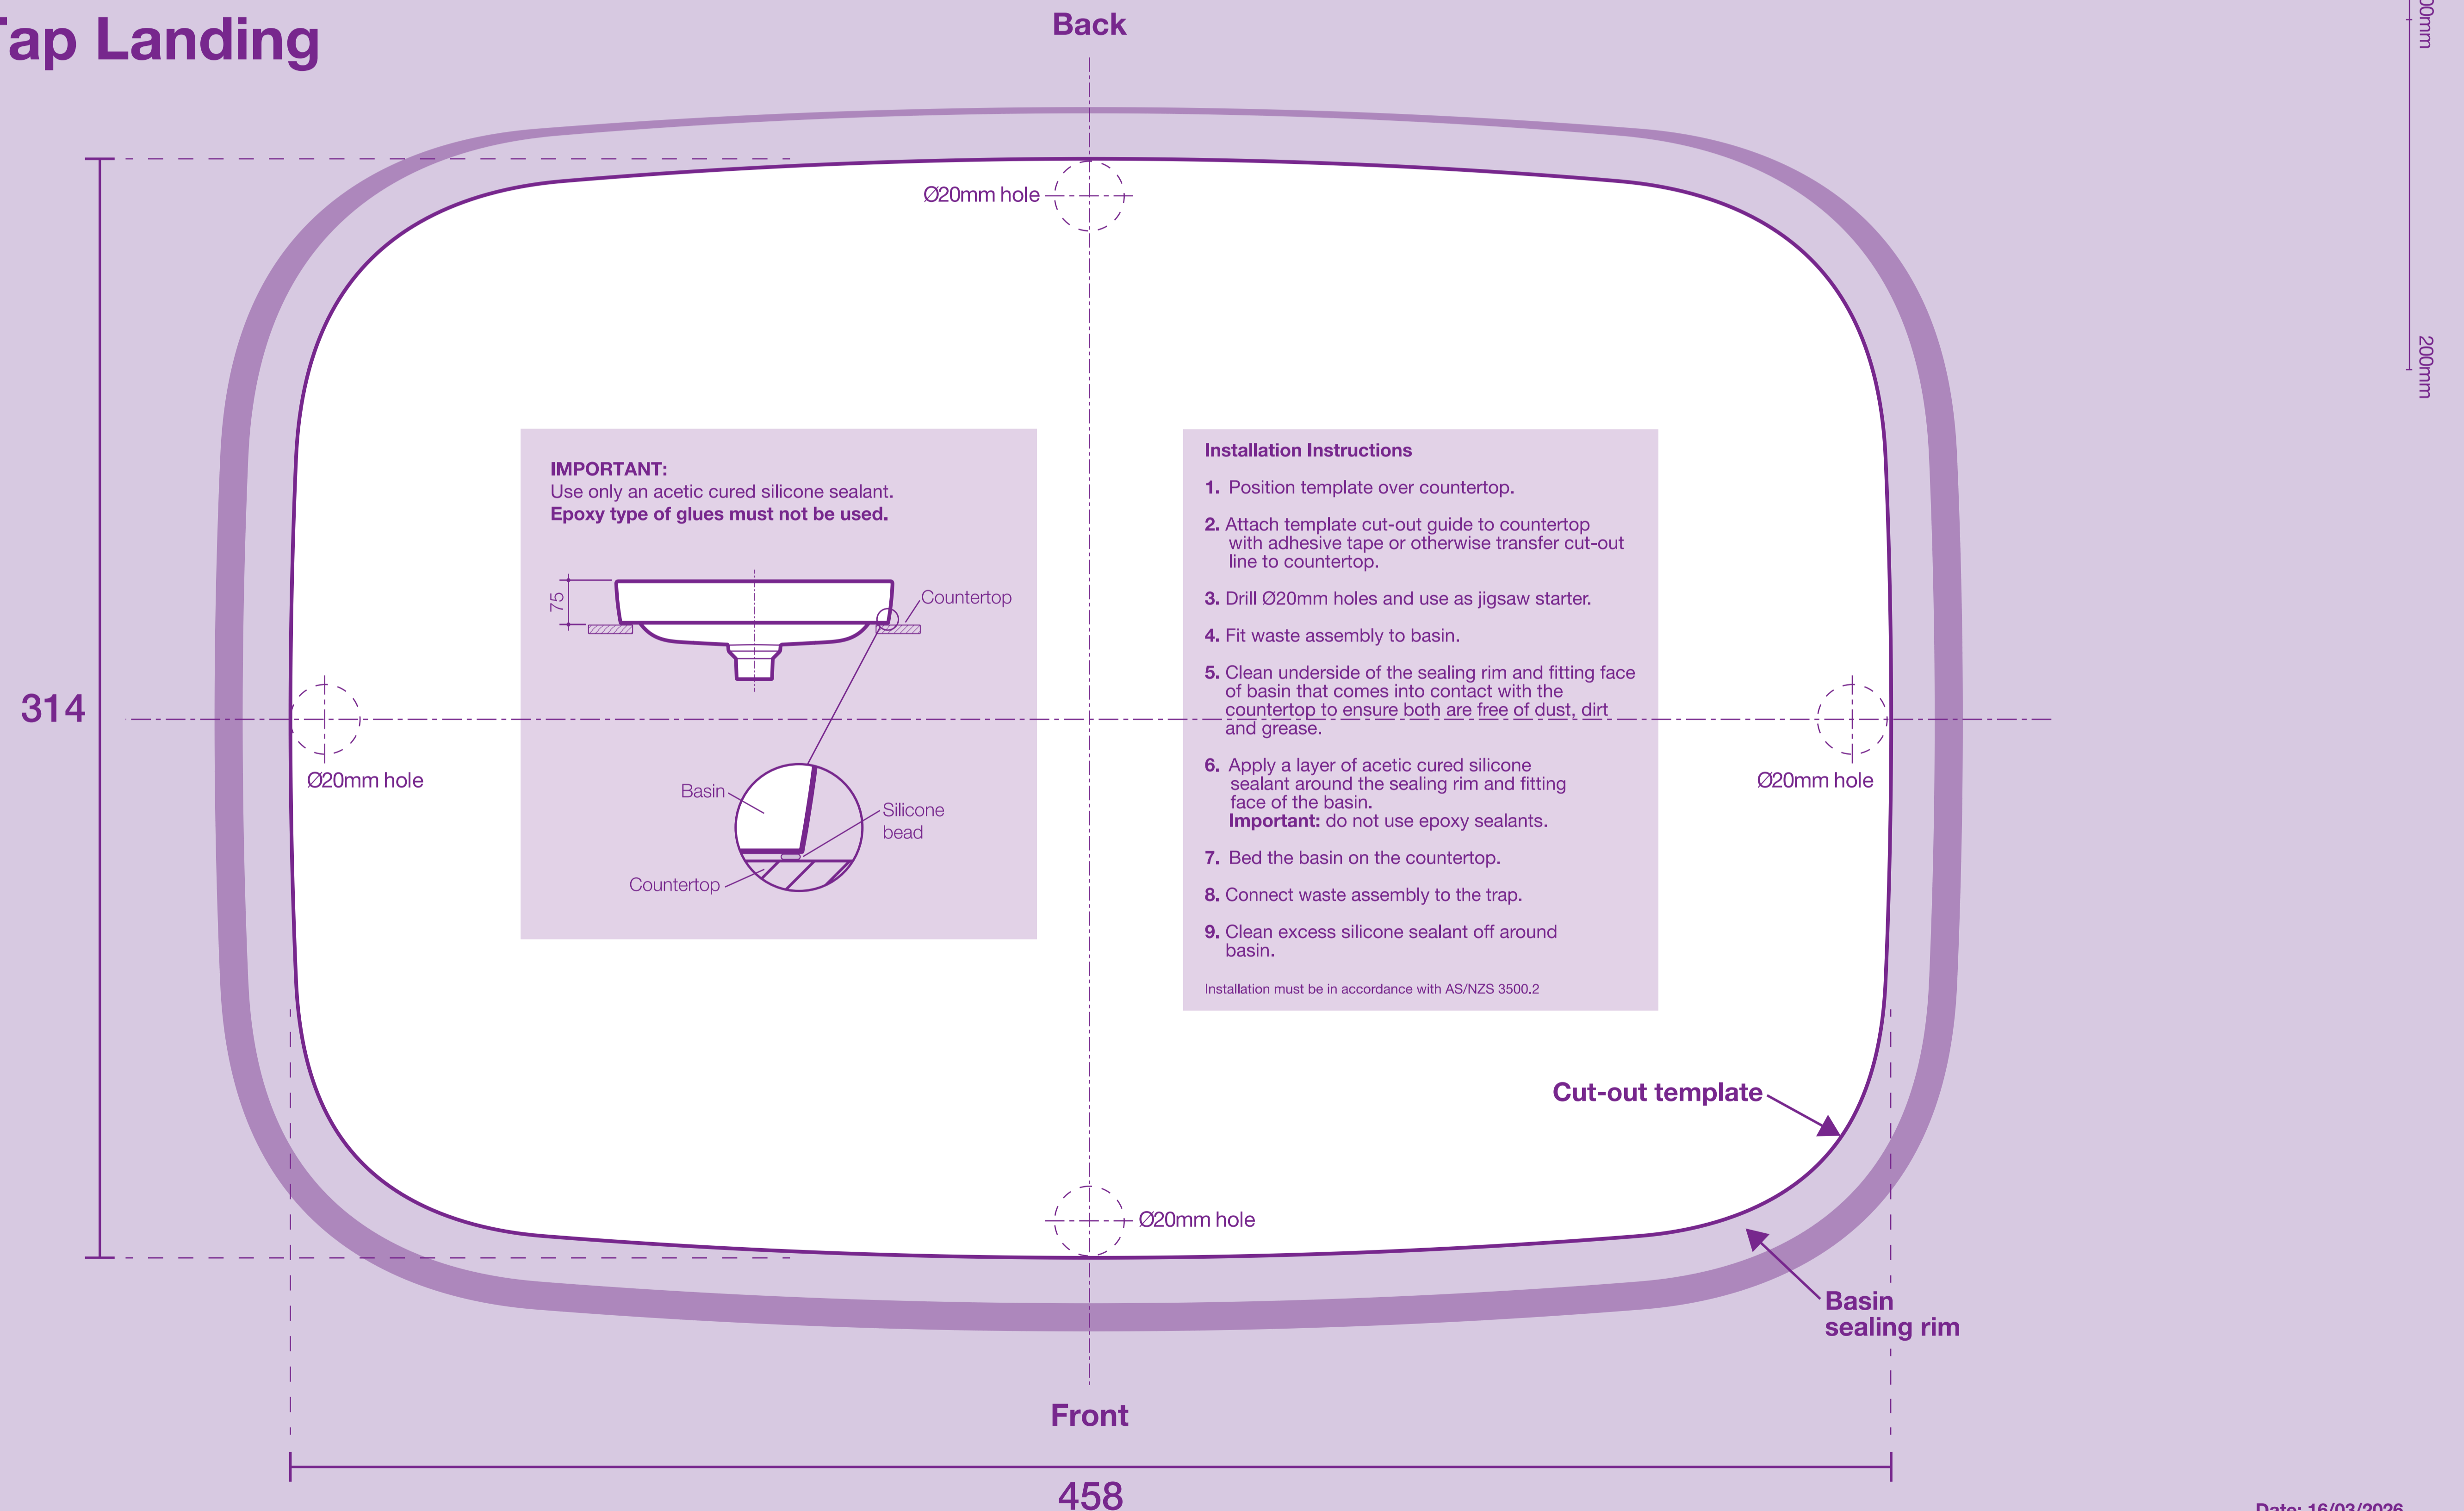 Tap Landing
Back
00mm
200mm
Ø20mm hole
314
Ø20mm hole
IMPORTANT:
Use only an acetic cured silicone sealant.
Epoxy type of glues must not be used.
75
Countertop
Basin
Silicone
bead
Countertop
Installation Instructions
1. Position template over countertop.
2. Attach template cut-out guide to countertop
with adhesive tape or otherwise transfer cut-out
line to countertop.
3. Drill Ø20mm holes and use as jigsaw starter.
4. Fit waste assembly to basin.
5. Clean underside of the sealing rim and fitting face
of basin that comes into contact with the
countertop to ensure both are free of dust, dirt
and grease.
6. Apply a layer of acetic cured silicone
sealant around the sealing rim and fitting
face of the basin.
Important: do not use epoxy sealants.
7. Bed the basin on the countertop.
8. Connect waste assembly to the trap.
9. Clean excess silicone sealant off around
basin.
Installation must be in accordance with AS/NZS 3500.2
Ø20mm hole
Cut-out template
Ø20mm hole
Basin
sealing rim
Front
458
Date: 16/03/2026